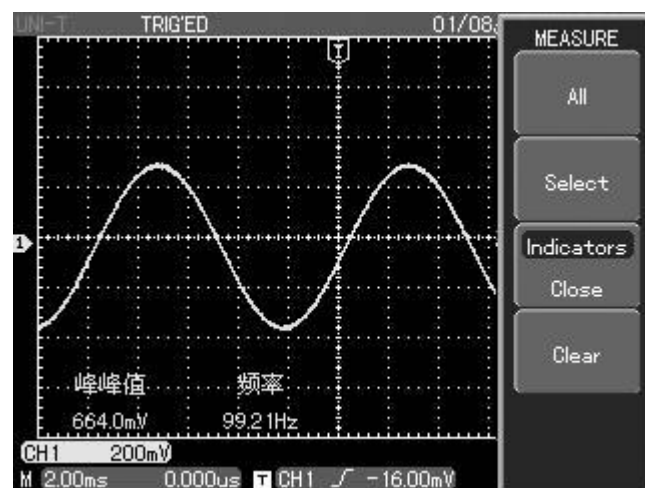 UNI-T TRIG'ED 01/08
MEASURE
T
All
Select
1
Indicators
Close
Clear
峰峰值 频率
664.0mV 99.21Hz
CH1 200mV
M 2.00ms 0.000us T CH1 -16.00mV